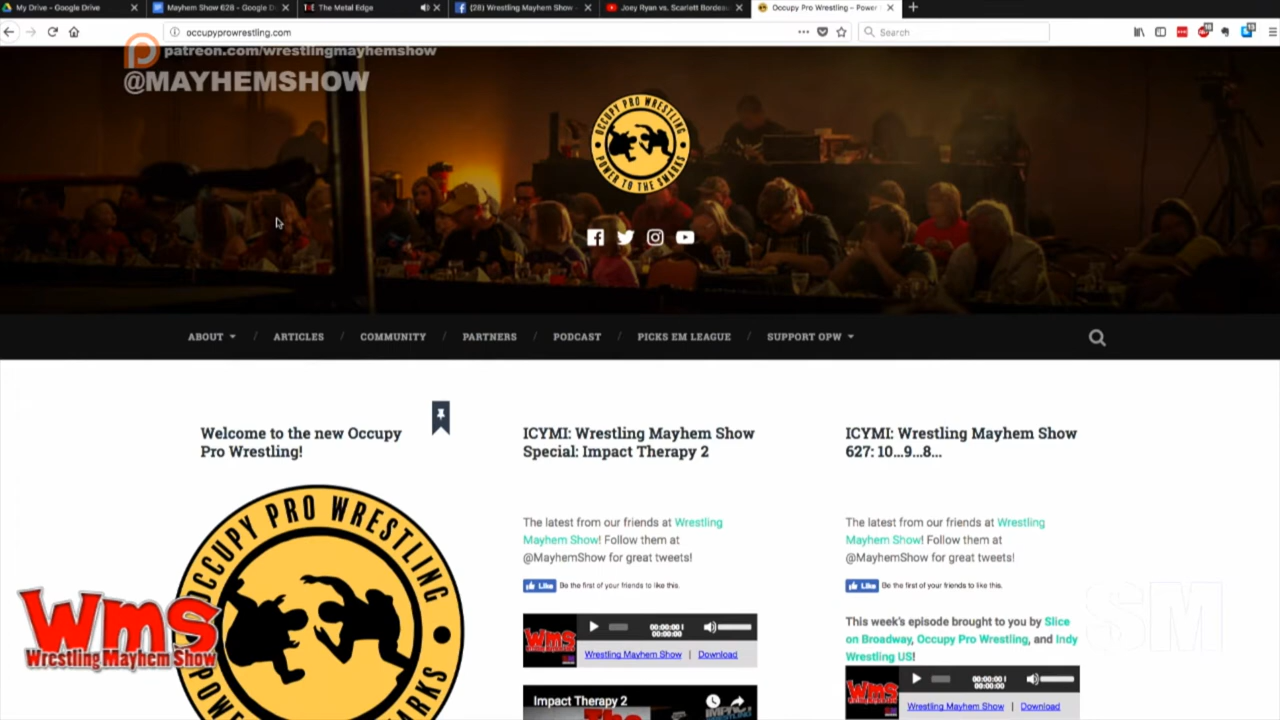 My Drive - Google Drive
Mayhem Show 628 - Google D
The Metal Edge
(28) Wrestling Mayhem Show -
Joey Ryan vs. Scarlett Bordeau
Occupy Pro Wrestling – Power
occupyprowrestling.com
Search
patreon.com/wrestlingmayhemshow
@MAYHEMSHOW
OCCUPY PRO WRESTLING
POWER TO THE SMARKS
ABOUT / ARTICLES / COMMUNITY / PARTNERS / PODCAST / PICKS EM LEAGUE / SUPPORT OPW
Welcome to the new Occupy
Pro Wrestling!
OCCUPY PRO WRESTLING
POWER
SMARKS
ICYMI: Wrestling Mayhem Show
Special: Impact Therapy 2
The latest from our friends at Wrestling
Mayhem Show! Follow them at
@MayhemShow for great tweets!
Like Be the first of your friends to like this.
00:00:00 |
00:00:00
Wrestling Mayhem Show | Download
Impact Therapy 2
ICYMI: Wrestling Mayhem Show
627: 10…9…8…
The latest from our friends at Wrestling
Mayhem Show! Follow them at
@MayhemShow for great tweets!
Like Be the first of your friends to like this.
This week's episode brought to you by Slice
on Broadway, Occupy Pro Wrestling, and Indy
Wrestling US!
00:00:00 |
00:00:00
Wrestling Mayhem Show | Download
wms
Wrestling Mayhem Show
SM